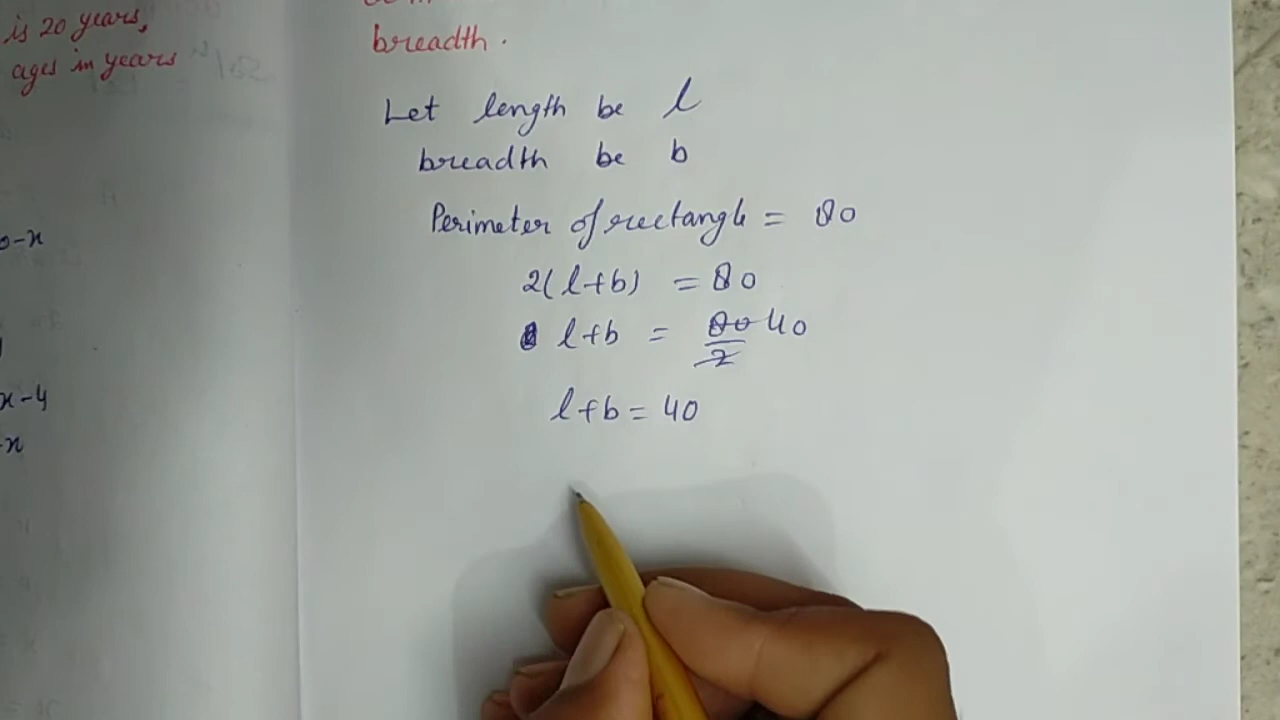 is 20 years,
ages in years
0-x
x-4
-x
breadth.
Let length be l
breadth be b
Perimeter of rectangle = 80
2(l+b) = 80
l+b = 80/2 40
l+b = 40